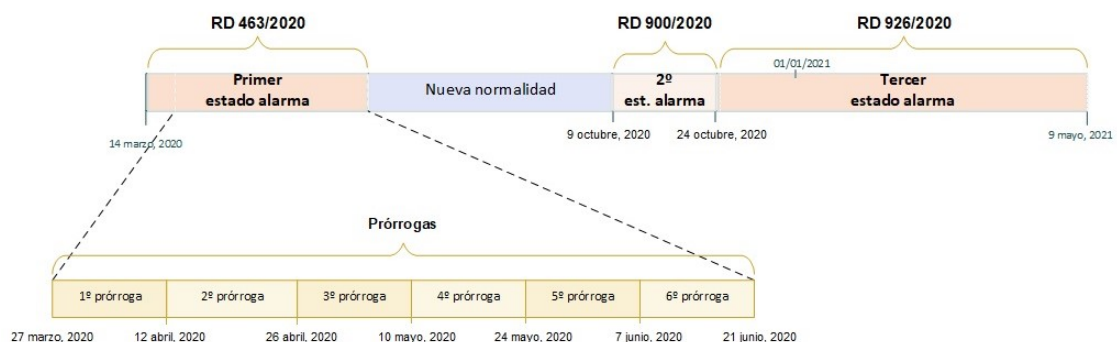 RD 463/2020
RD 900/2020
RD 926/2020
01/01/2021
Primer
estado alarma
Nueva normalidad
2º
est. alarma
Tercer
estado alarma
14 marzo, 2020
9 octubre, 2020
24 octubre, 2020
9 mayo, 2021
Prórrogas
1º prórroga
2º prórroga
3º prórroga
4º prórroga
5º prórroga
6º prórroga
27 marzo, 2020
12 abril, 2020
26 abril, 2020
10 mayo, 2020
24 mayo, 2020
7 junio, 2020
21 junio, 2020